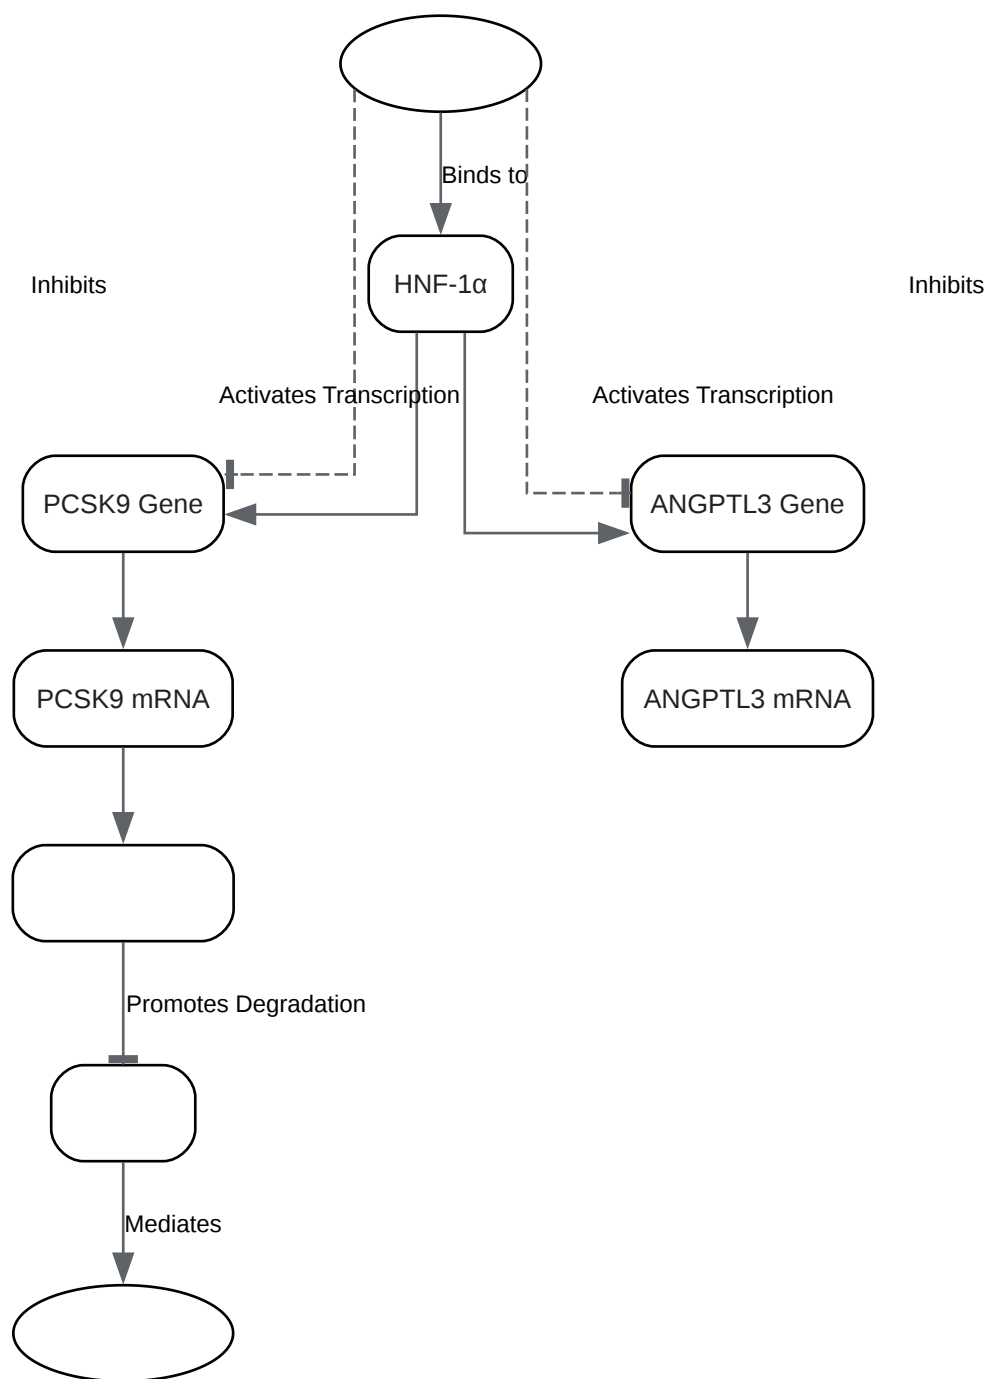 Binds to
HNF-1α
Inhibits
Inhibits
Activates Transcription
Activates Transcription
PCSK9 Gene
ANGPTL3 Gene
PCSK9 mRNA
ANGPTL3 mRNA
Promotes Degradation
Mediates